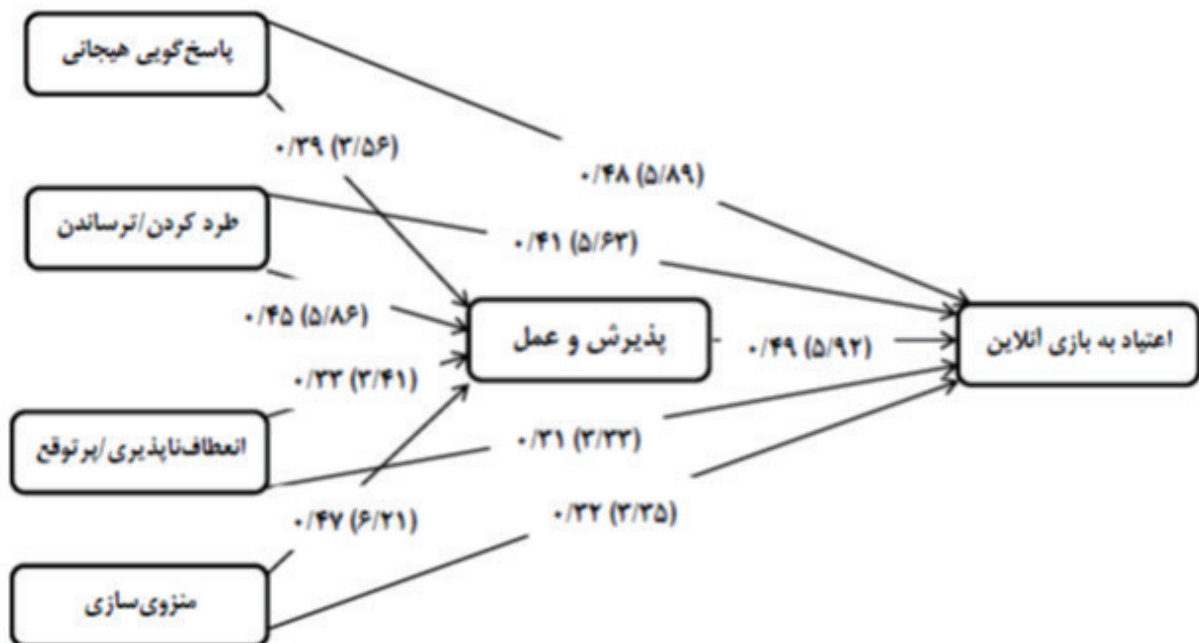 پاسخ‌گویی هیجانی
۰/۳۹ (۳/۵۶)
۰/۴۸ (۵/۸۹)
طرد کردن/ترساندن
۰/۴۱ (۵/۶۳)
۰/۴۵ (۵/۸۶)
پذیرش و عمل
۰/۴۹ (۵/۹۲)
اعتیاد به بازی آنلاین
۰/۳۳ (۳/۴۱)
انعطاف‌ناپذیری/پر توقع
۰/۳۱ (۳/۳۳)
۰/۴۷ (۶/۲۱)
۰/۳۲ (۳/۳۵)
منزوی‌سازی